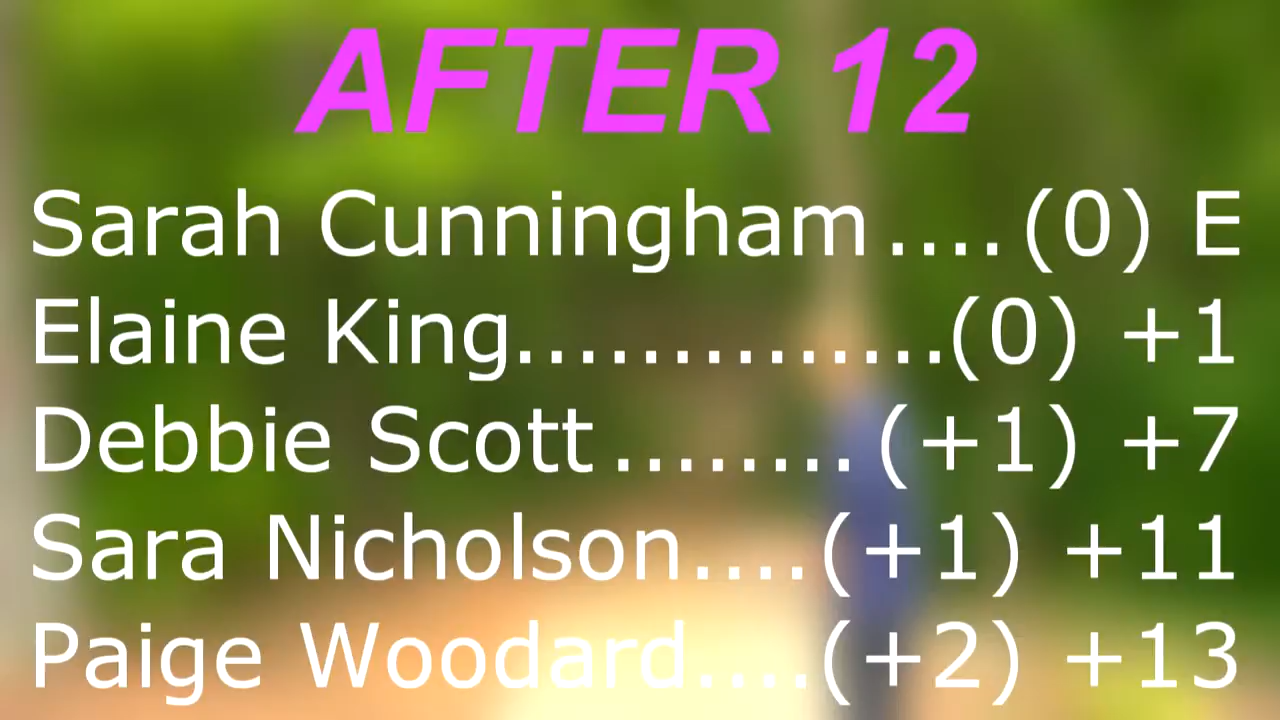 AFTER 12
Sarah Cunningham....(0) E
Elaine King..............(0) +1
Debbie Scott........(+1) +7
Sara Nicholson....(+1) +11
Paige Woodard....(+2) +13